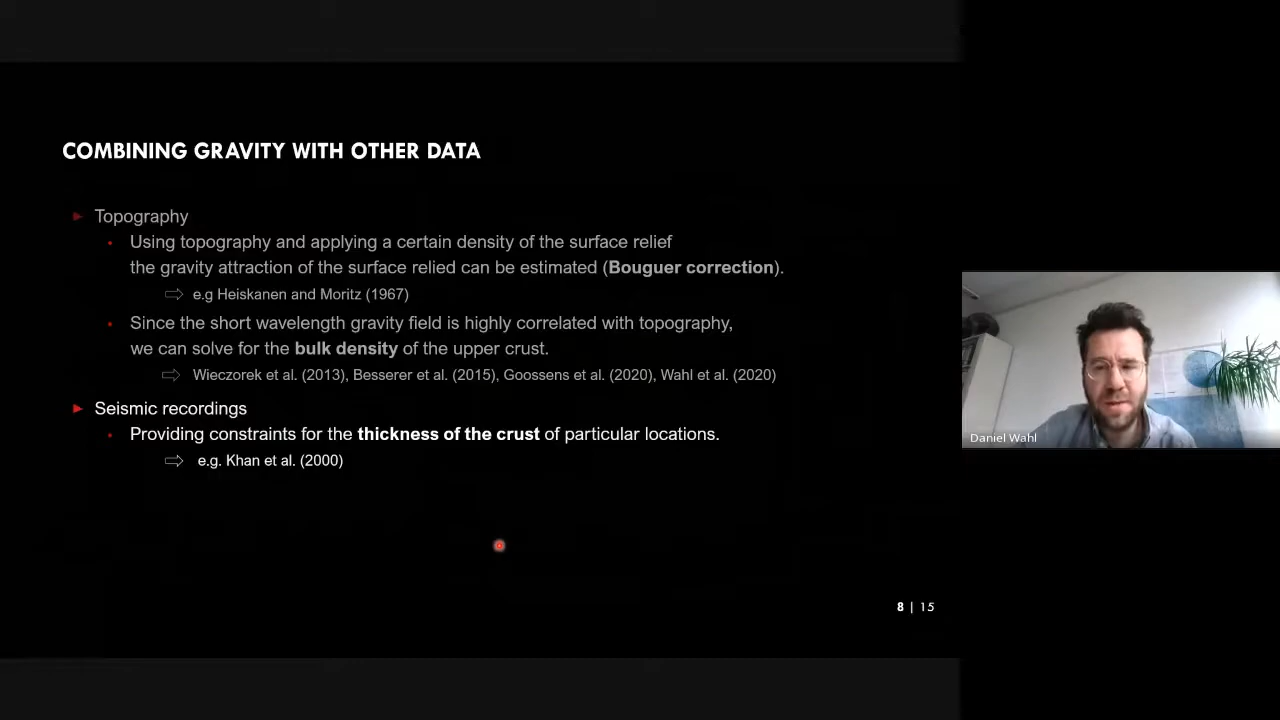 COMBINING GRAVITY WITH OTHER DATA
Topography
Using topography and applying a certain density of the surface relief
the gravity attraction of the surface relied can be estimated (Bouguer correction).
e.g Heiskanen and Moritz (1967)
Since the short wavelength gravity field is highly correlated with topography,
we can solve for the bulk density of the upper crust.
Wieczorek et al. (2013), Besserer et al. (2015), Goossens et al. (2020), Wahl et al. (2020)
Seismic recordings
Providing constraints for the thickness of the crust of particular locations.
e.g. Khan et al. (2000)
8 | 15
Daniel Wahl